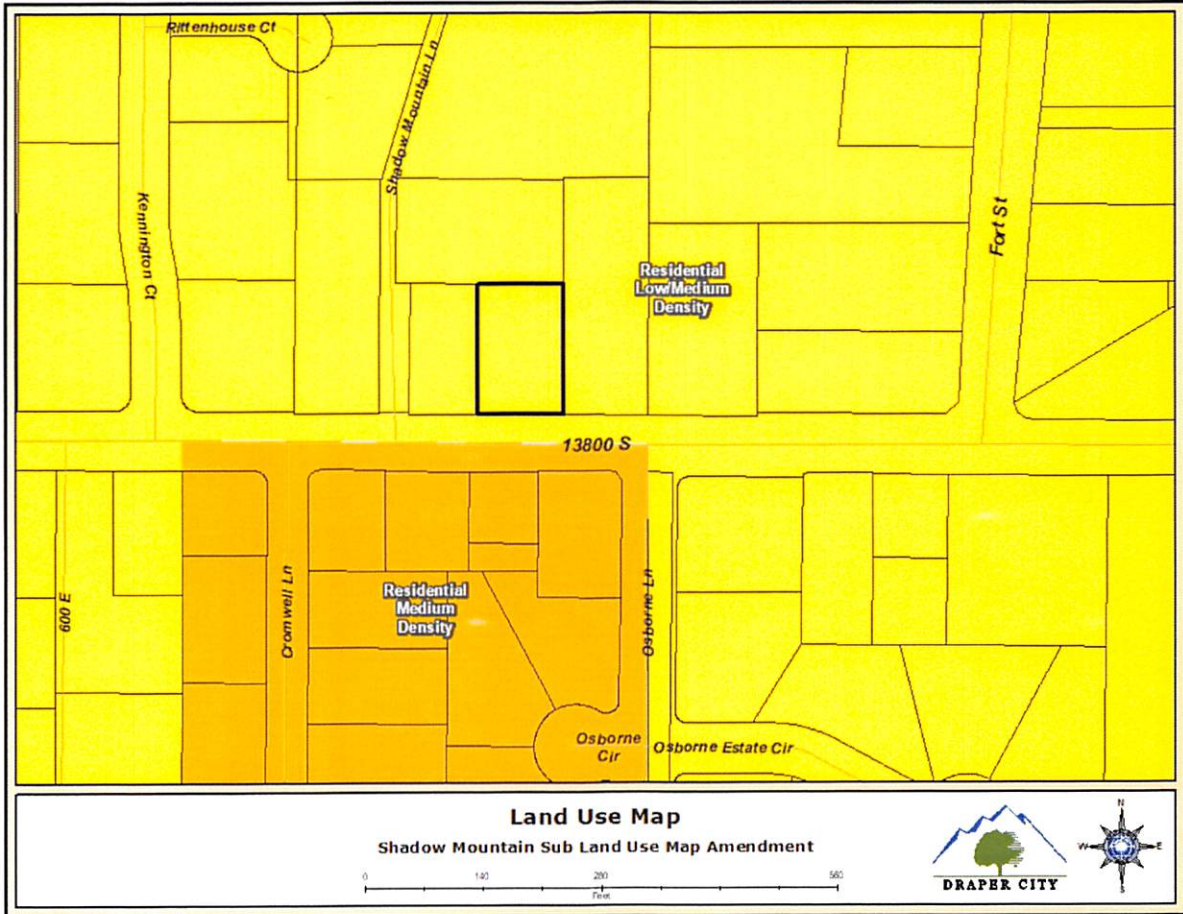 Rittenhouse Ct
Shadow Mountain Ln
Kennington Ct
Fort St
Residential
Low/Medium
Density
13800 S
600 E
Cromwell Ln
Residential
Medium
Density
Osborne Ln
Osborne
Cir
Osborne Estate Cir
Land Use Map
Shadow Mountain Sub Land Use Map Amendment
0 140 280 560
Feet
DRAPER CITY
N
W E
S